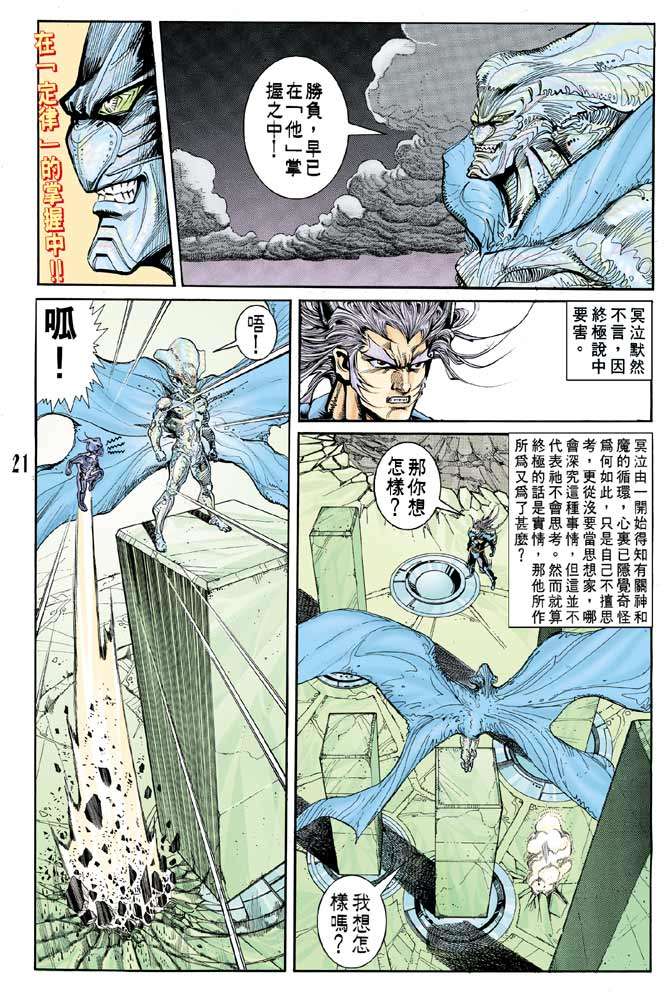 勝負，早已
在「他」掌
握之中！
在「定律」的掌握中!!
冥泣默然
不言，因
終極說中
要害。
唔！
呱！
冥泣由一開始得知有關神和
魔的循環，心裏已隱覺奇怪
爲何如此，只是自己不擅思
考，更從沒要當思想家，哪
會深究這種事情，但這並不
代表祂不會思考。然而就算
終極的話是實情，那他所作
所爲又爲了甚麼？
那你想
怎樣？
我想怎
樣嗎？
21